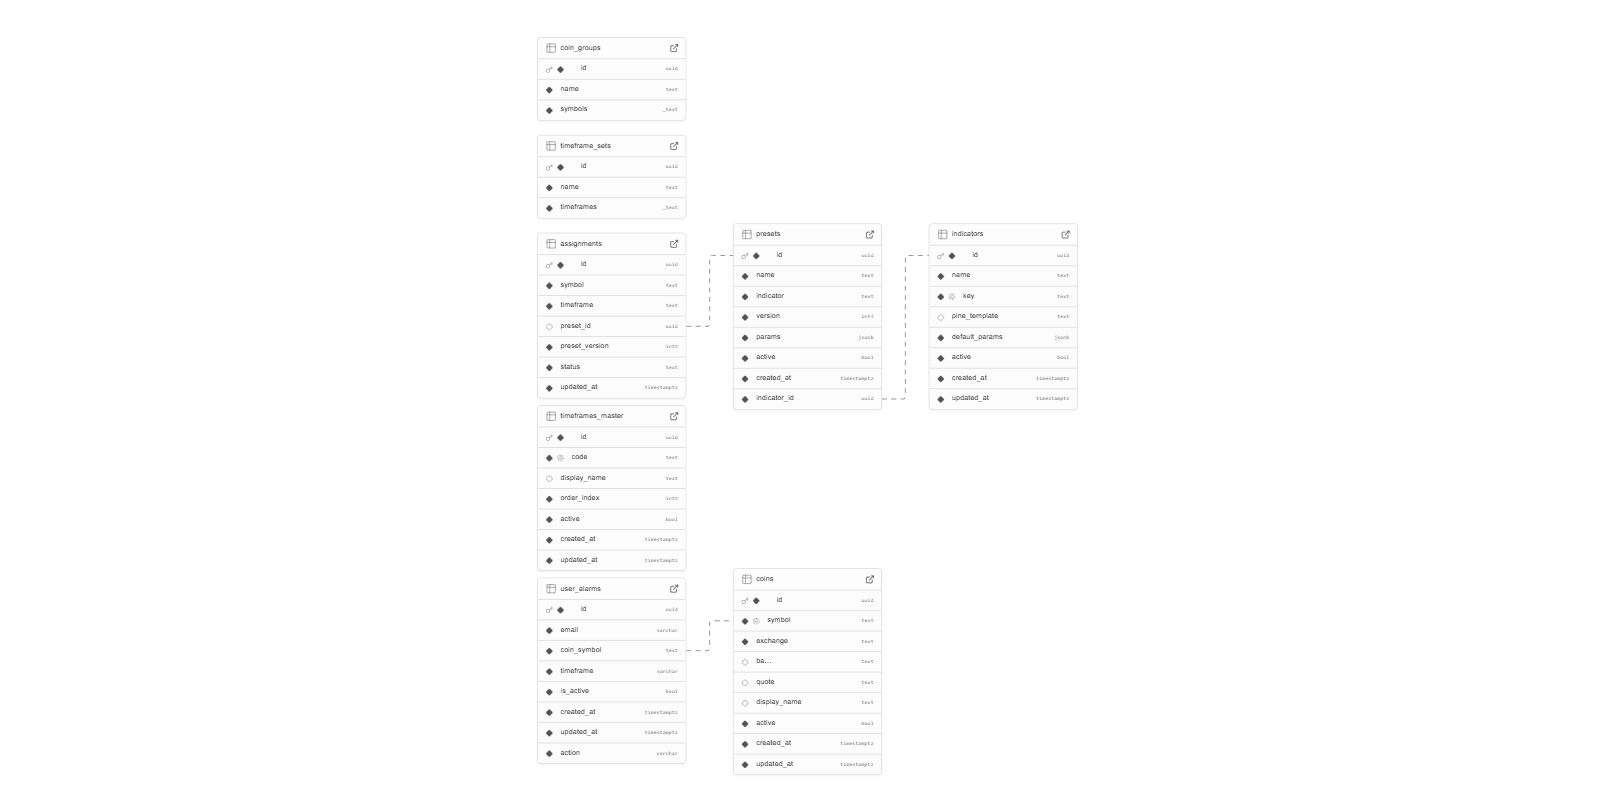 coin_groups
id uuid
name text
symbols _text
timeframe_sets
id uuid
name text
timeframes _text
assignments
id uuid
symbol text
timeframe text
preset_id uuid
preset_version int4
status text
updated_at timestamptz
timeframes_master
id uuid
code text
display_name text
order_index int4
active bool
created_at timestamptz
updated_at timestamptz
user_alarms
id uuid
email varchar
coin_symbol text
timeframe varchar
is_active bool
created_at timestamptz
updated_at timestamptz
action varchar
presets
id uuid
name text
indicator text
version int4
params jsonb
active bool
created_at timestamptz
indicator_id uuid
coins
id uuid
symbol text
exchange text
ba... text
quote text
display_name text
active bool
created_at timestamptz
updated_at timestamptz
indicators
id uuid
name text
key text
pine_template text
default_params jsonb
active bool
created_at timestamptz
updated_at timestamptz